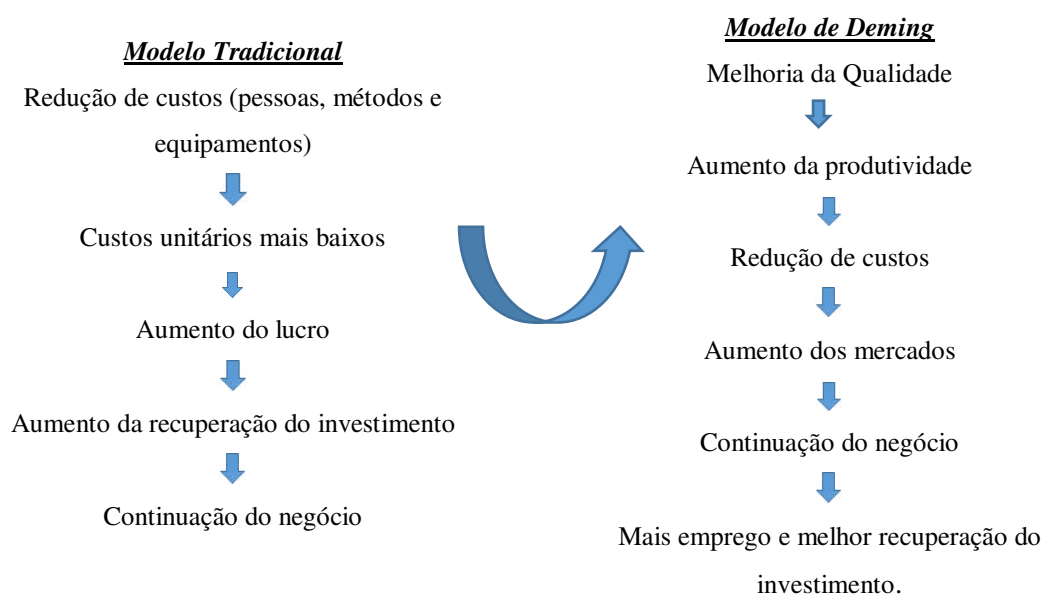 Modelo Tradicional
Redução de custos (pessoas, métodos e
equipamentos)
Custos unitários mais baixos
Aumento do lucro
Aumento da recuperação do investimento
Continuação do negócio
Modelo de Deming
Melhoria da Qualidade
Aumento da produtividade
Redução de custos
Aumento dos mercados
Continuação do negócio
Mais emprego e melhor recuperação do
investimento.